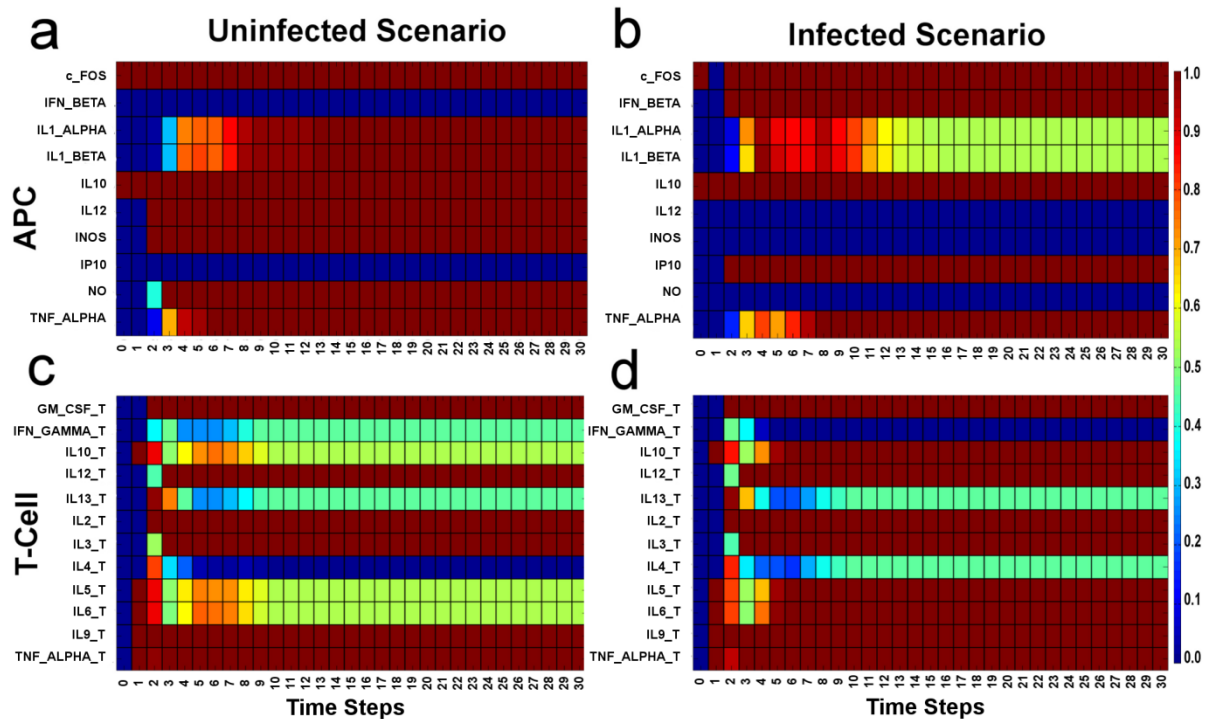 a
Uninfected Scenario
b
Infected Scenario
APC
c_FOS
IFN_BETA
IL1_ALPHA
IL1_BETA
IL10
IL12
INOS
IP10
NO
TNF_ALPHA
0 1 2 3 4 5 6 7 8 9 10 11 12 13 14 15 16 17 18 19 20 21 22 23 24 25 26 27 28 29 30
c_FOS
IFN_BETA
IL1_ALPHA
IL1_BETA
IL10
IL12
INOS
IP10
NO
TNF_ALPHA
0 1 2 3 4 5 6 7 8 9 10 11 12 13 14 15 16 17 18 19 20 21 22 23 24 25 26 27 28 29 30
1.0
0.9
0.8
0.7
0.6
0.5
0.4
0.3
0.2
0.1
0.0
c
d
T-Cell
GM_CSF_T
IFN_GAMMA_T
IL10_T
IL12_T
IL13_T
IL2_T
IL3_T
IL4_T
IL5_T
IL6_T
IL9_T
TNF_ALPHA_T
0 1 2 3 4 5 6 7 8 9 10 11 12 13 14 15 16 17 18 19 20 21 22 23 24 25 26 27 28 29 30
Time Steps
GM_CSF_T
IFN_GAMMA_T
IL10_T
IL12_T
IL13_T
IL2_T
IL3_T
IL4_T
IL5_T
IL6_T
IL9_T
TNF_ALPHA_T
0 1 2 3 4 5 6 7 8 9 10 11 12 13 14 15 16 17 18 19 20 21 22 23 24 25 26 27 28 29 30
Time Steps